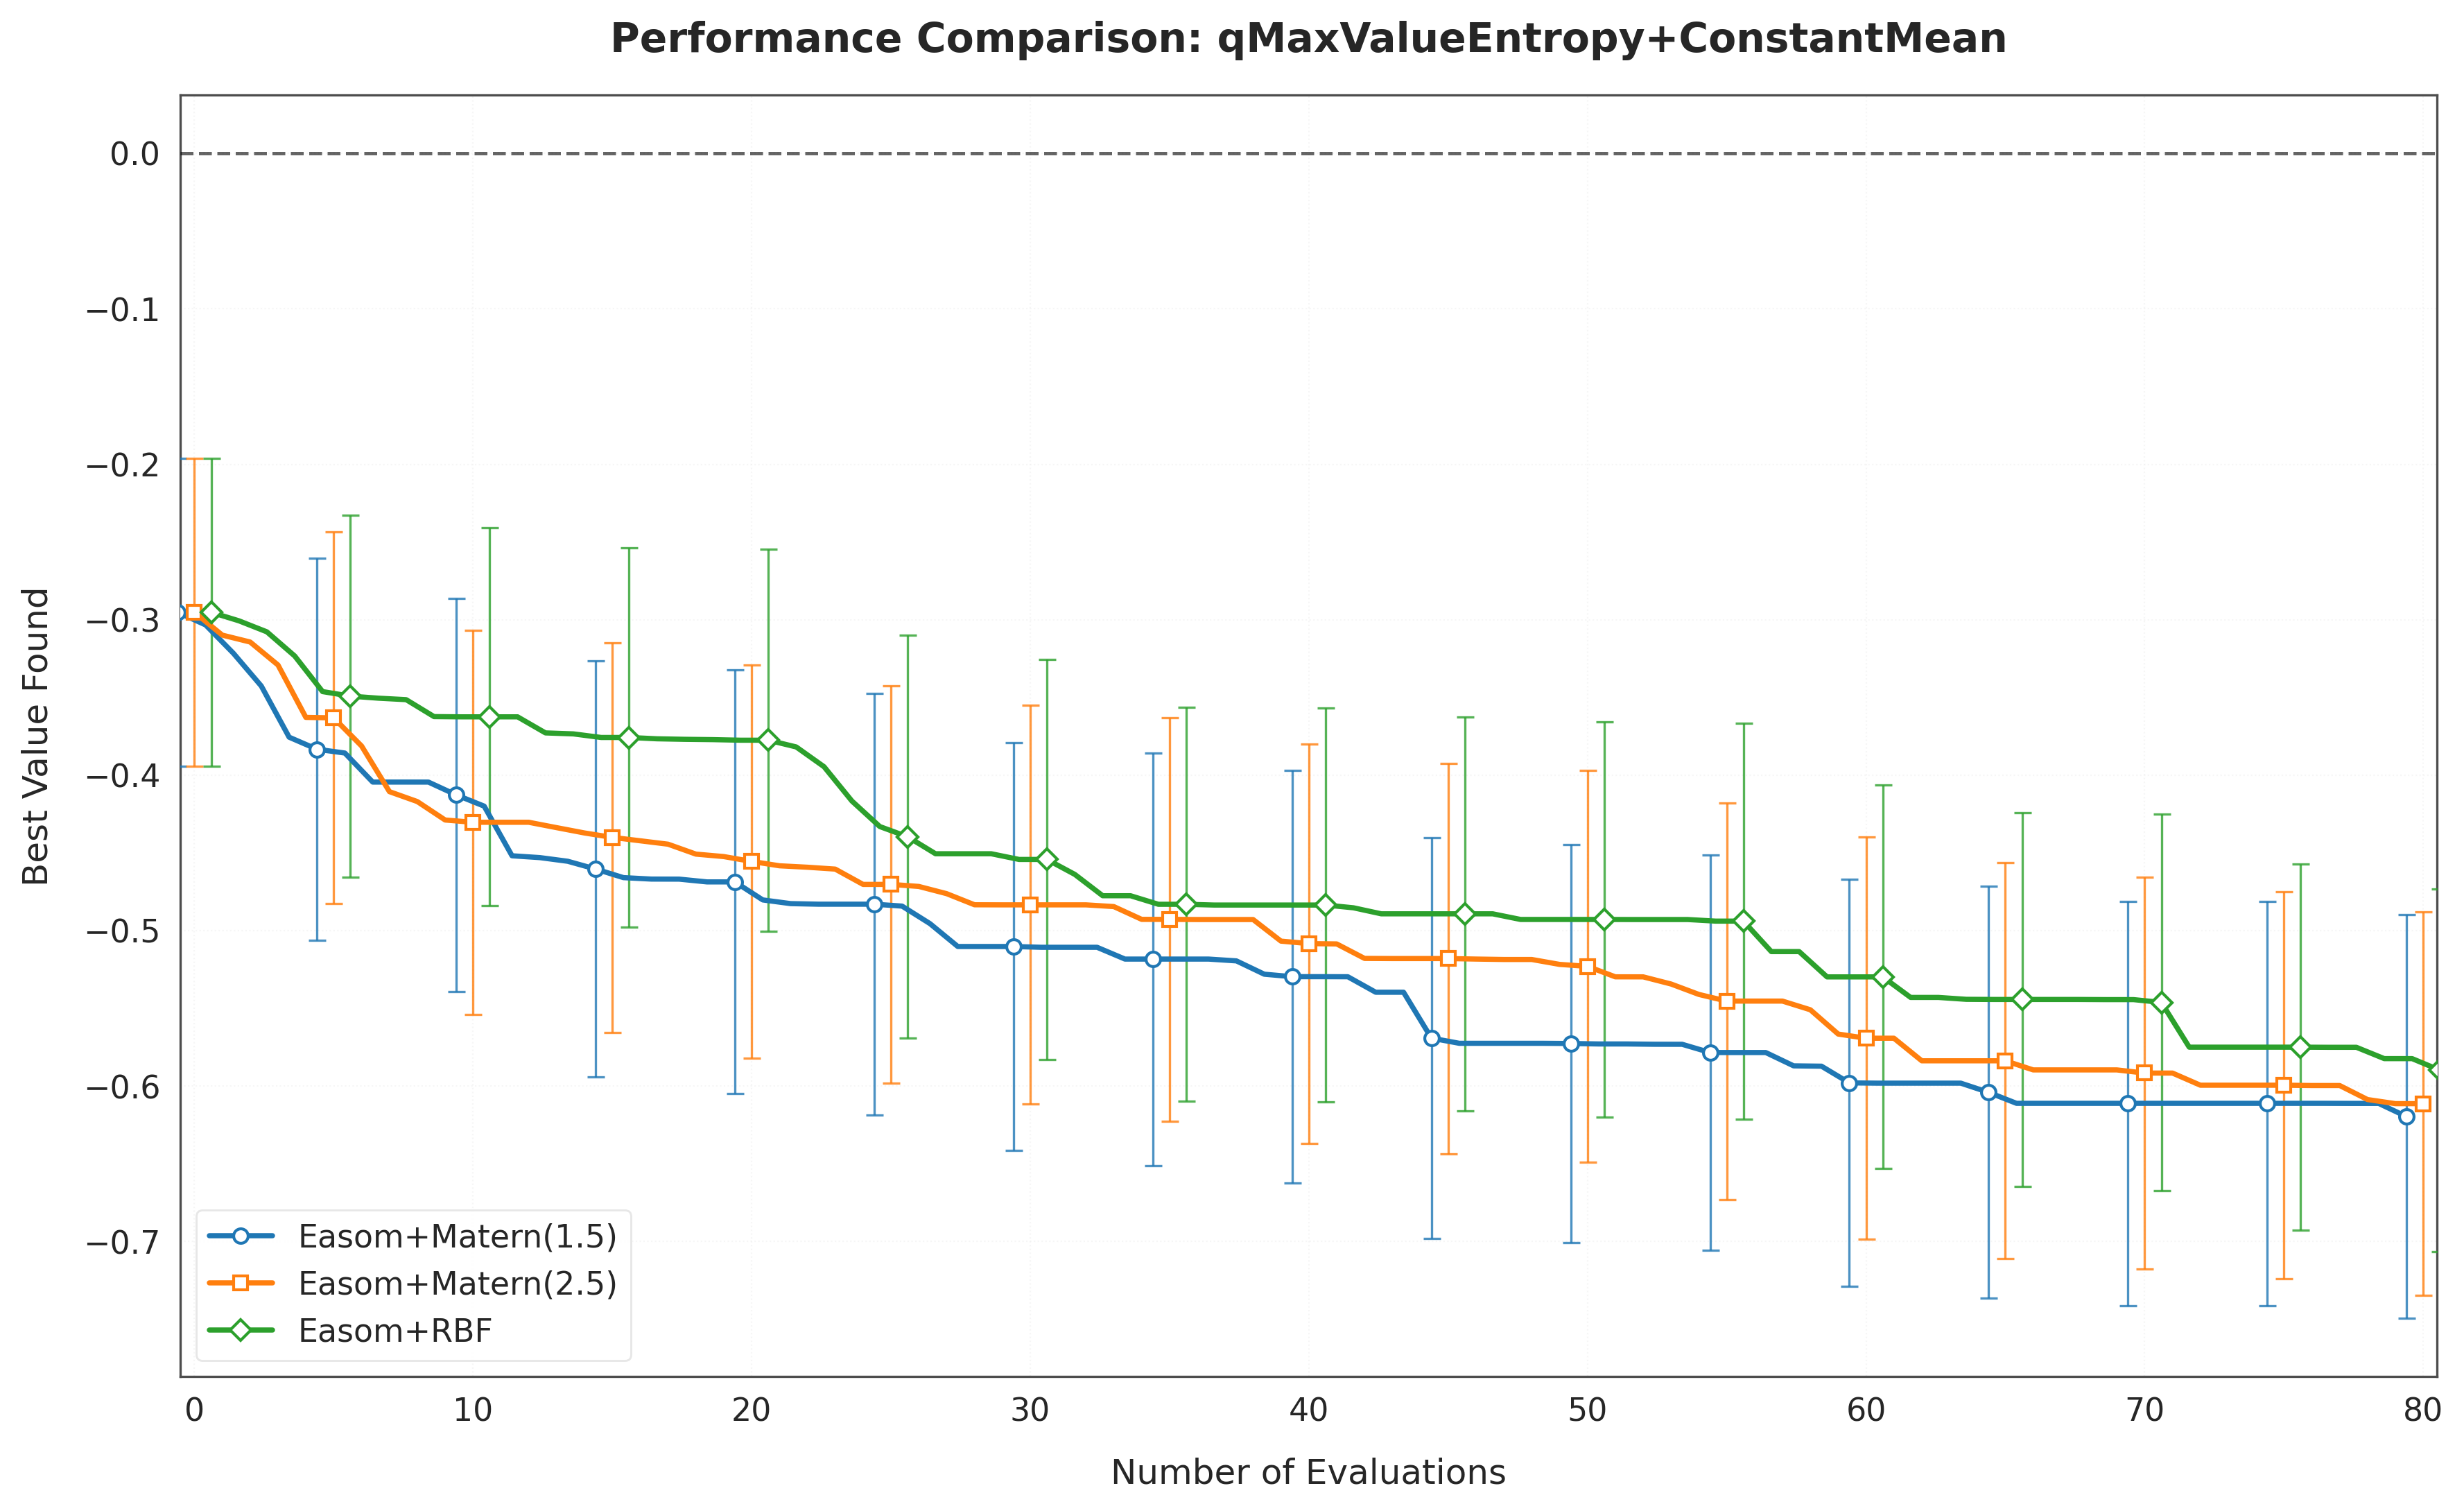 Performance Comparison: qMaxValueEntropy+ConstantMean
Best Value Found
0.0
−0.1
−0.2
−0.3
−0.4
−0.5
−0.6
−0.7
Easom+Matern(1.5)
Easom+Matern(2.5)
Easom+RBF
0 10 20 30 40 50 60 70 80
Number of Evaluations